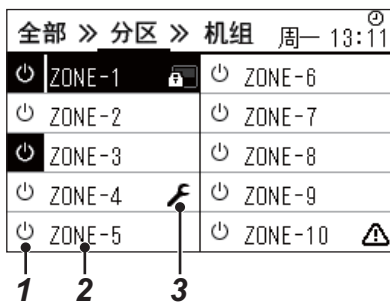 全部 » 分区 » 机组 周一 13:11
ZONE-1 ZONE-6
ZONE-2 ZONE-7
ZONE-3 ZONE-8
ZONE-4 ZONE-9
ZONE-5 ZONE-10
1 2 3